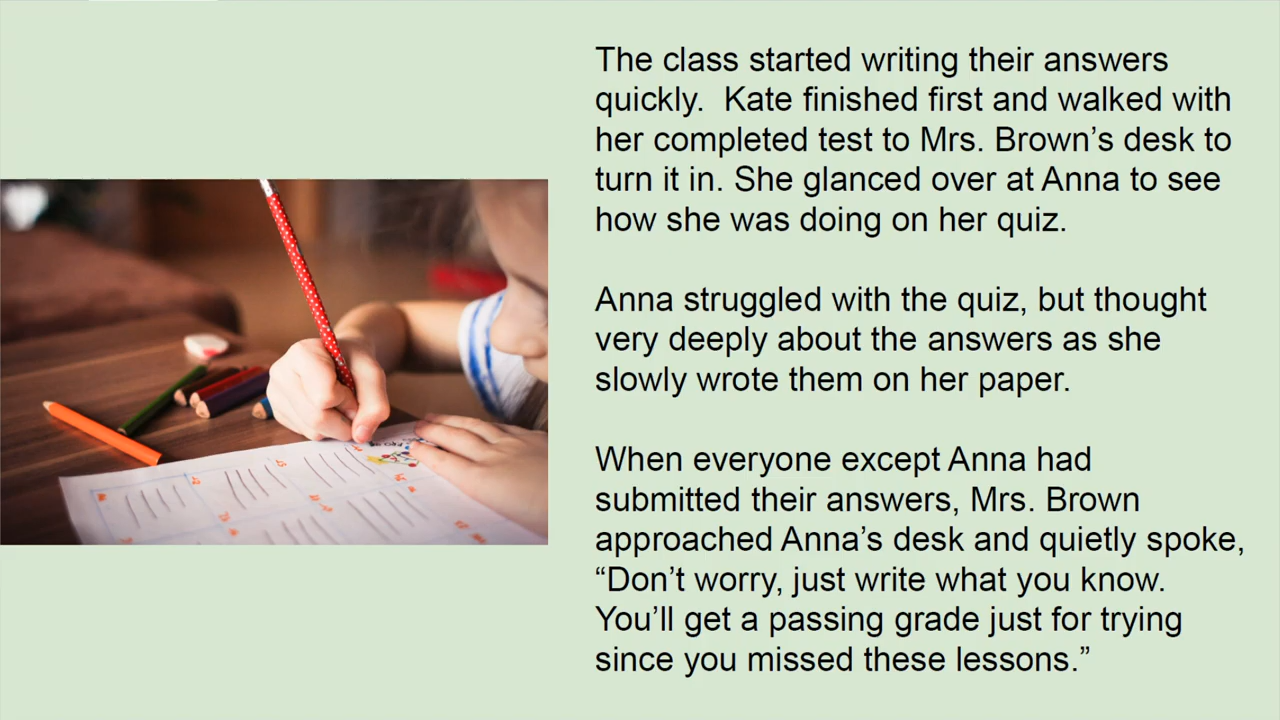 The class started writing their answers
quickly.  Kate finished first and walked with
her completed test to Mrs. Brown’s desk to
turn it in. She glanced over at Anna to see
how she was doing on her quiz.
Anna struggled with the quiz, but thought
very deeply about the answers as she
slowly wrote them on her paper.
When everyone except Anna had
submitted their answers, Mrs. Brown
approached Anna’s desk and quietly spoke,
“Don’t worry, just write what you know.
You’ll get a passing grade just for trying
since you missed these lessons.”